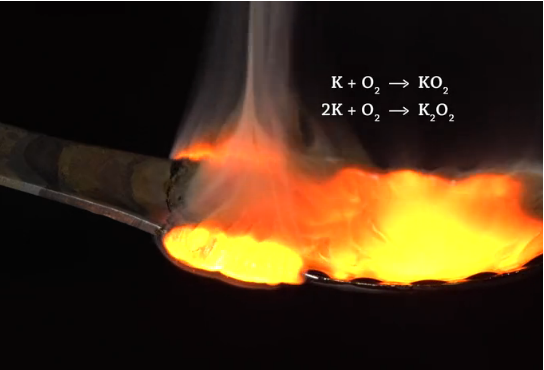 K + O₂ → KO₂
2K + O₂ → K₂O₂